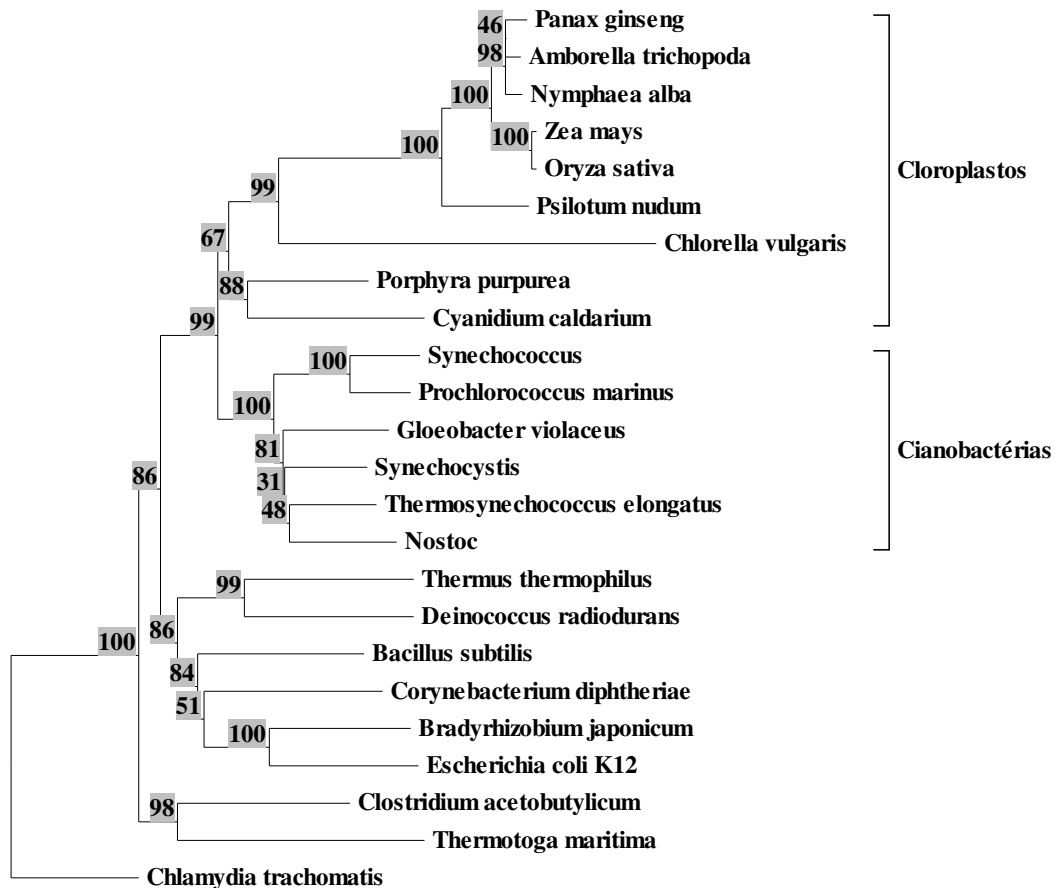 46
Panax ginseng
98
Amborella trichopoda
100
Nymphaea alba
100
Zea mays
100
Oryza sativa
Cloroplastos
99
Psilotum nudum
67
Chlorella vulgaris
88
Porphyra purpurea
99
Cyanidium caldarium
100
Synechococcus
100
Prochlorococcus marinus
81
Gloeobacter violaceus
Cianobactérias
86
31
Synechocystis
48
Thermosynechococcus elongatus
Nostoc
99
Thermus thermophilus
100
86
Deinococcus radiodurans
84
Bacillus subtilis
51
Corynebacterium diphtheriae
100
Bradyrhizobium japonicum
Escherichia coli K12
98
Clostridium acetobutylicum
Thermotoga maritima
Chlamydia trachomatis